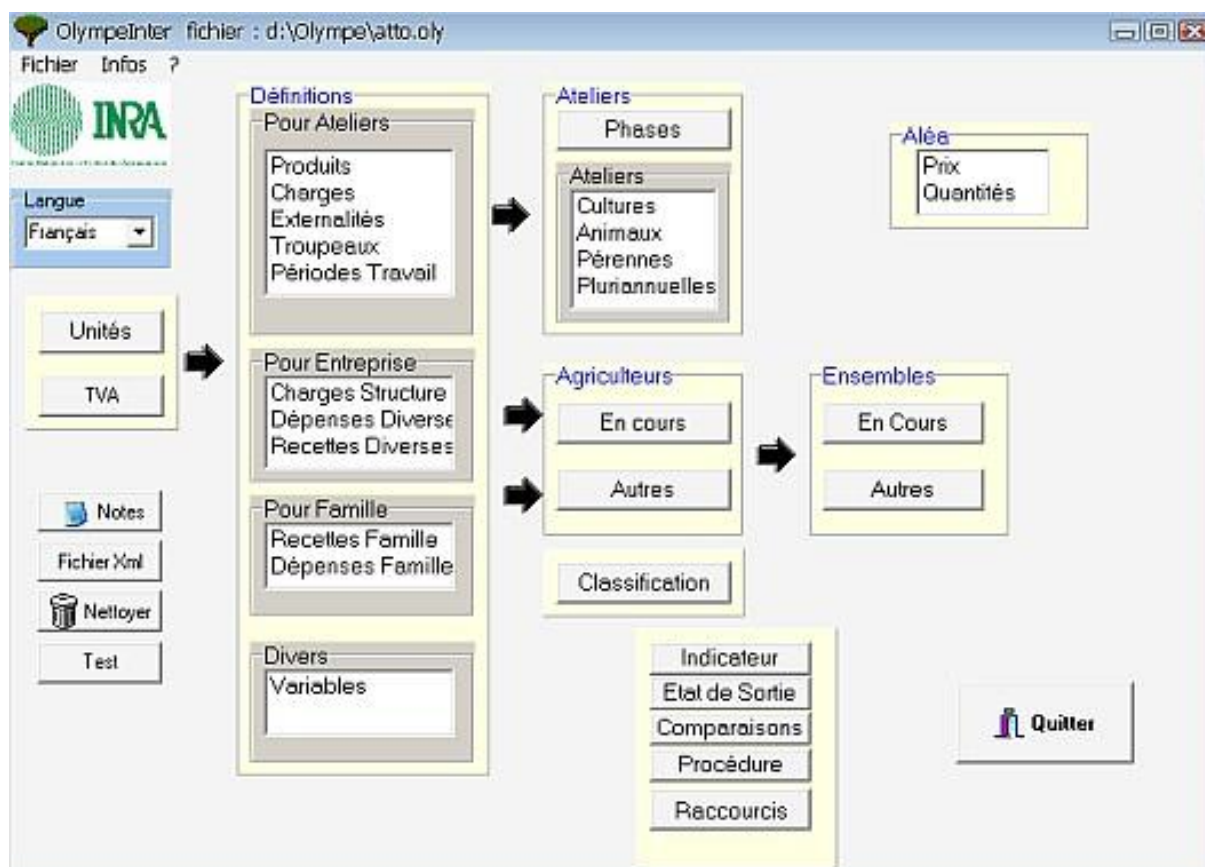 OlympeInter fichier : d:\Olympe\atto.oly
Fichier Infos ?
INRA
Langue
Français
Unités
TVA
Notes
Fichier Xml
Nettoyer
Test
Définitions
Pour Ateliers
Produits
Charges
Externalités
Troupeaux
Périodes Travail
Pour Entreprise
Charges Structure
Dépenses Diverse
Recettes Diverses
Pour Famille
Recettes Famille
Dépenses Famille
Divers
Variables
Ateliers
Phases
Ateliers
Cultures
Animaux
Pérennes
Pluriannuelles
Agriculteurs
En cours
Autres
Classification
Aléa
Prix
Quantités
Ensembles
En Cours
Autres
Indicateur
Etat de Sortie
Comparaisons
Procédure
Raccourcis
Quitter